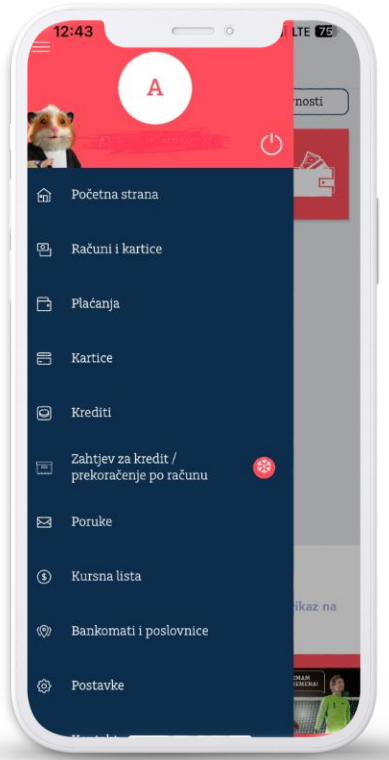 12:43
LTE 75
A
nosti
Početna strana
Računi i kartice
Plaćanja
Kartice
Krediti
Zahtjev za kredit /
prekoračenje po računu
Poruke
Kursna lista
ikaz na
Bankomati i poslovnice
Postavke